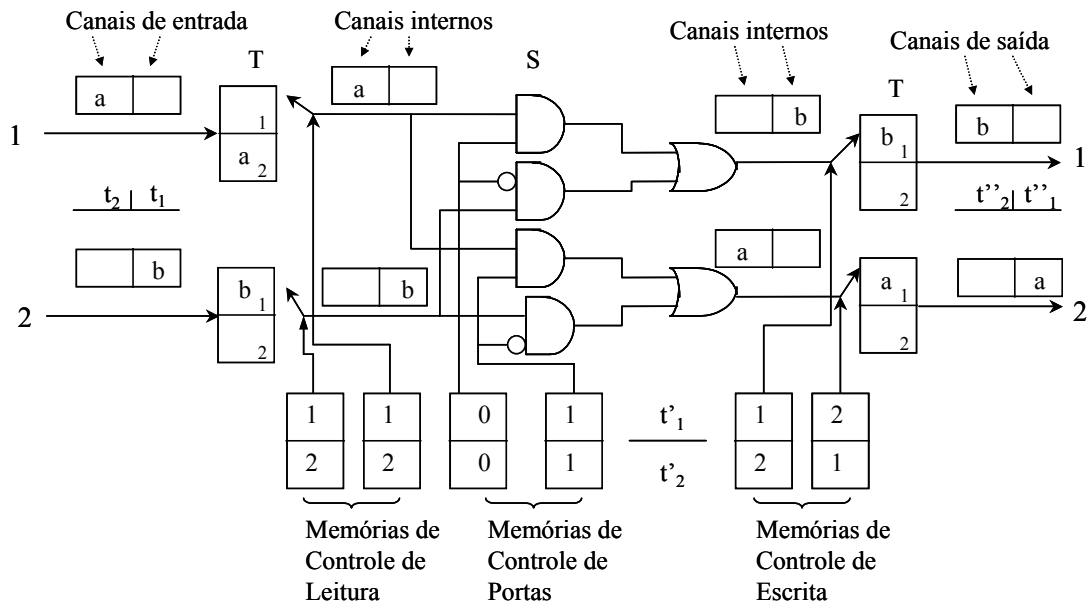 Canais de entrada
Canais internos
Canais internos
Canais de saída
T
S
T
a
a
b
b
1
1
a 2
b 1
2
1
t2 | t1
t''2 | t''1
b
b
a
a
2
b 1
2
a 1
2
2
1
2
1
2
0
0
1
1
t'1
t'2
1
2
2
1
Memórias de
Controle de
Leitura
Memórias de
Controle de
Portas
Memórias de
Controle de
Escrita